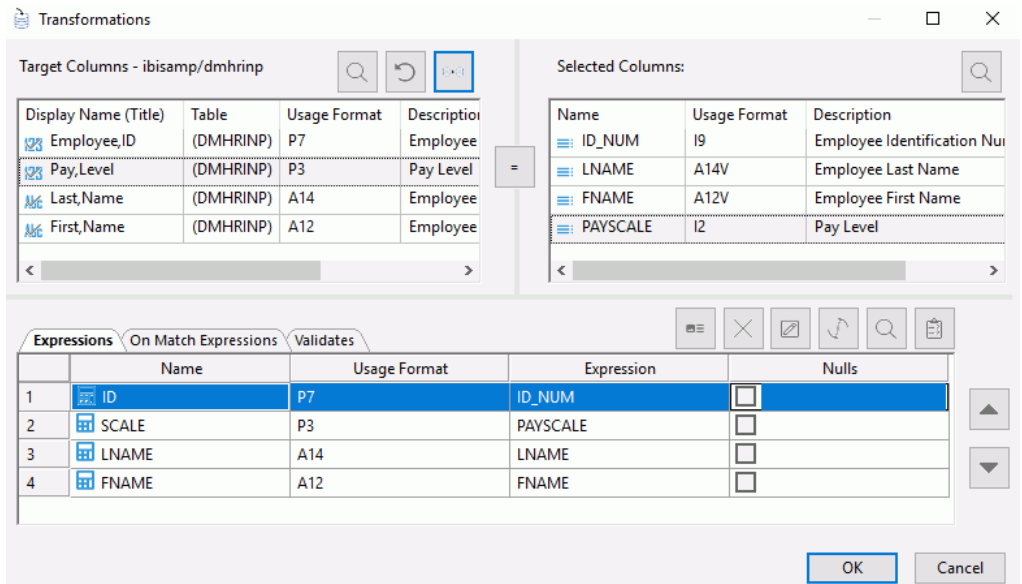 Transformations
Target Columns - ibisamp/dmhrinp
Display Name (Title) Table Usage Format Description
Employee,ID (DMHRINP) P7 Employee
Pay,Level (DMHRINP) P3 Pay Level
Last,Name (DMHRINP) A14 Employee
First,Name (DMHRINP) A12 Employee
=
Selected Columns:
Name Usage Format Description
ID_NUM I9 Employee Identification Nu
LNAME A14V Employee Last Name
FNAME A12V Employee First Name
PAYSCALE I2 Pay Level
Expressions On Match Expressions Validates
Name Usage Format Expression Nulls
1 ID P7 ID_NUM
2 SCALE P3 PAYSCALE
3 LNAME A14 LNAME
4 FNAME A12 FNAME
OK Cancel